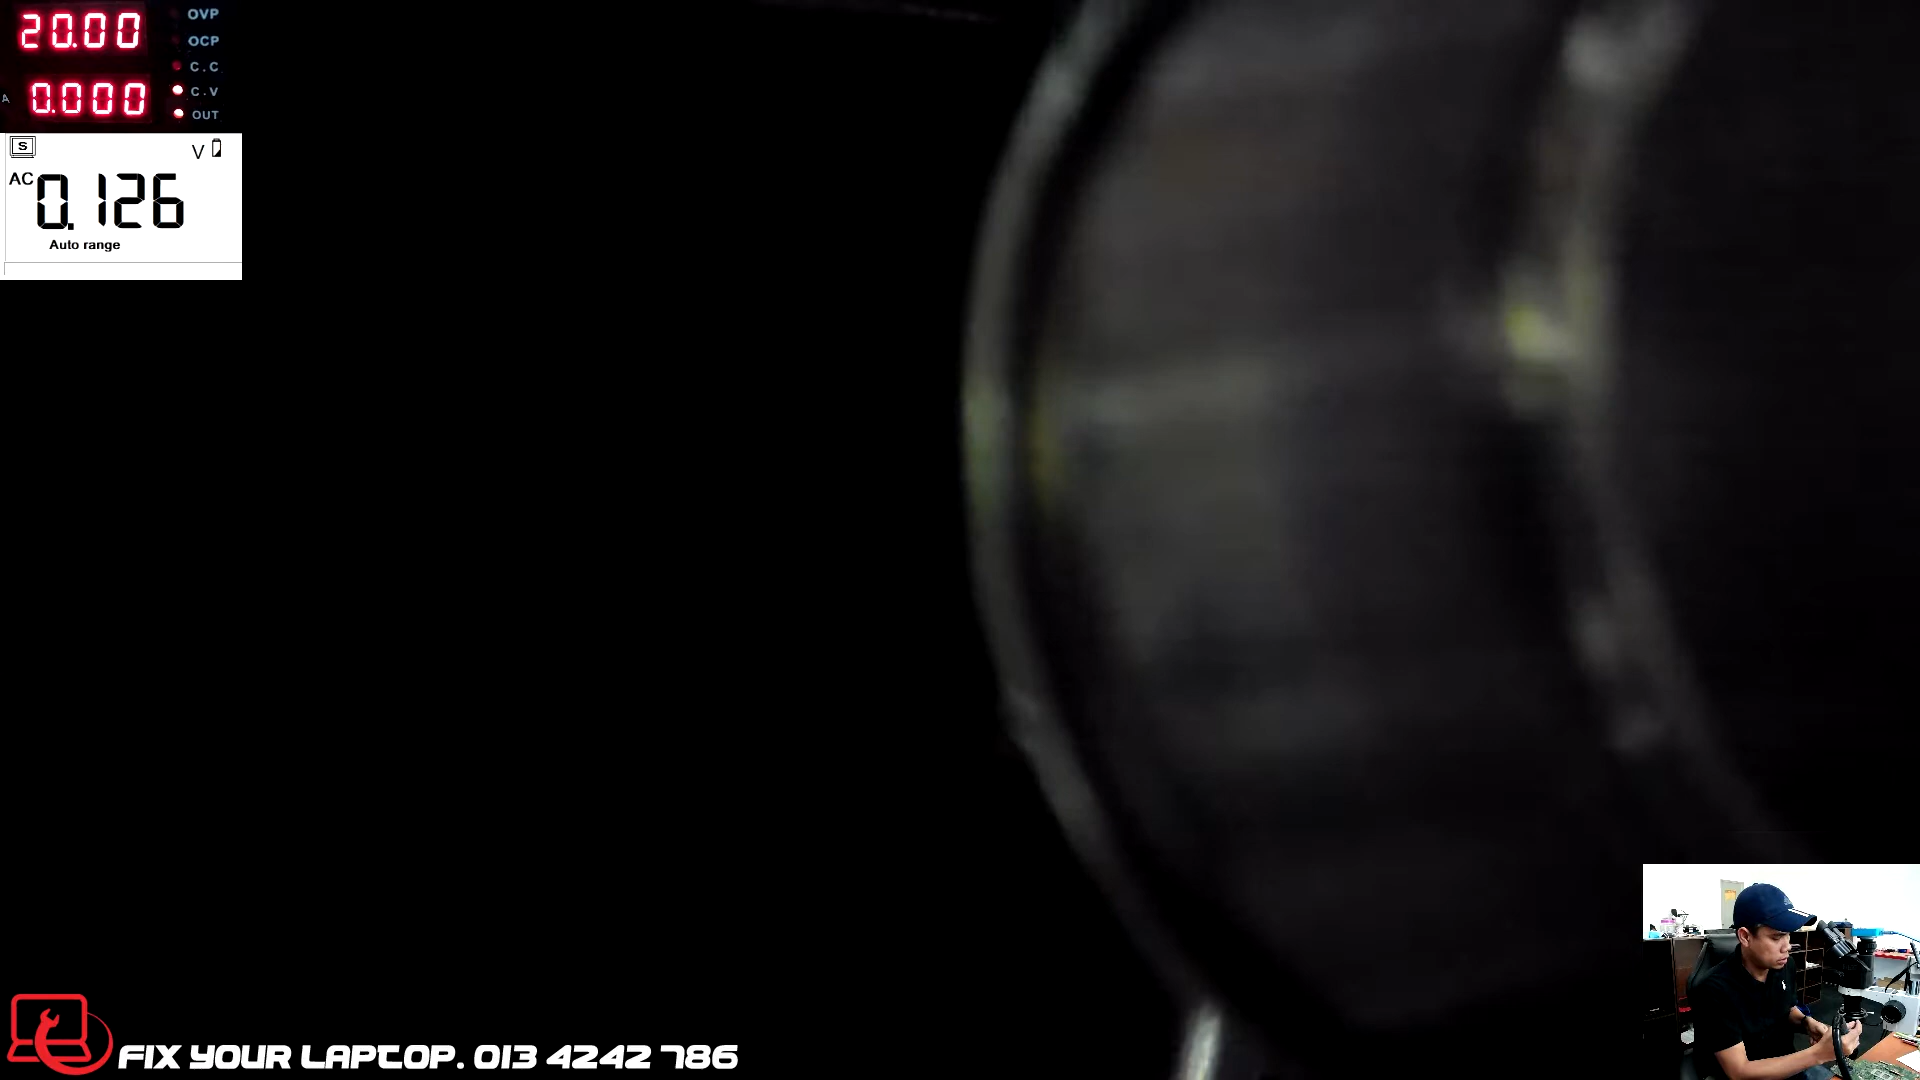 20.00
OVP
OCP
C.C
A 0.000
C.V
OUT
S
V
AC 0.126
Auto range
FIX YOUR LAPTOP. 013 4242 786